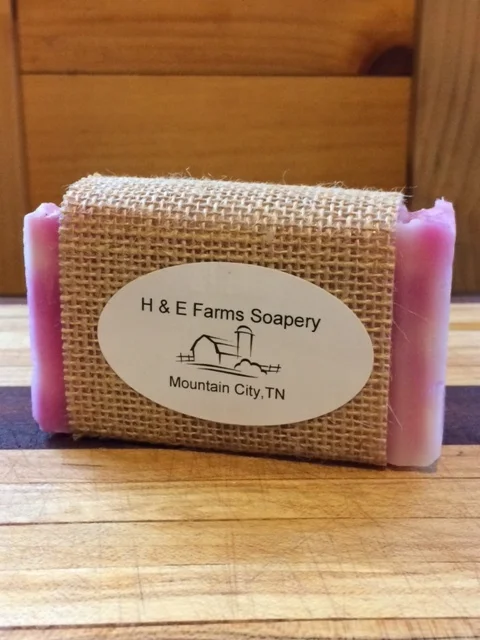 H & E Farms Soapery
Mountain City,TN